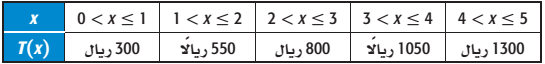 x 0 < x ≤ 1 1 < x ≤ 2 2 < x ≤ 3 3 < x ≤ 4 4 < x ≤ 5
T(x) 300 ريال 550 ريالًا 800 ريال 1050 ريالًا 1300 ريال